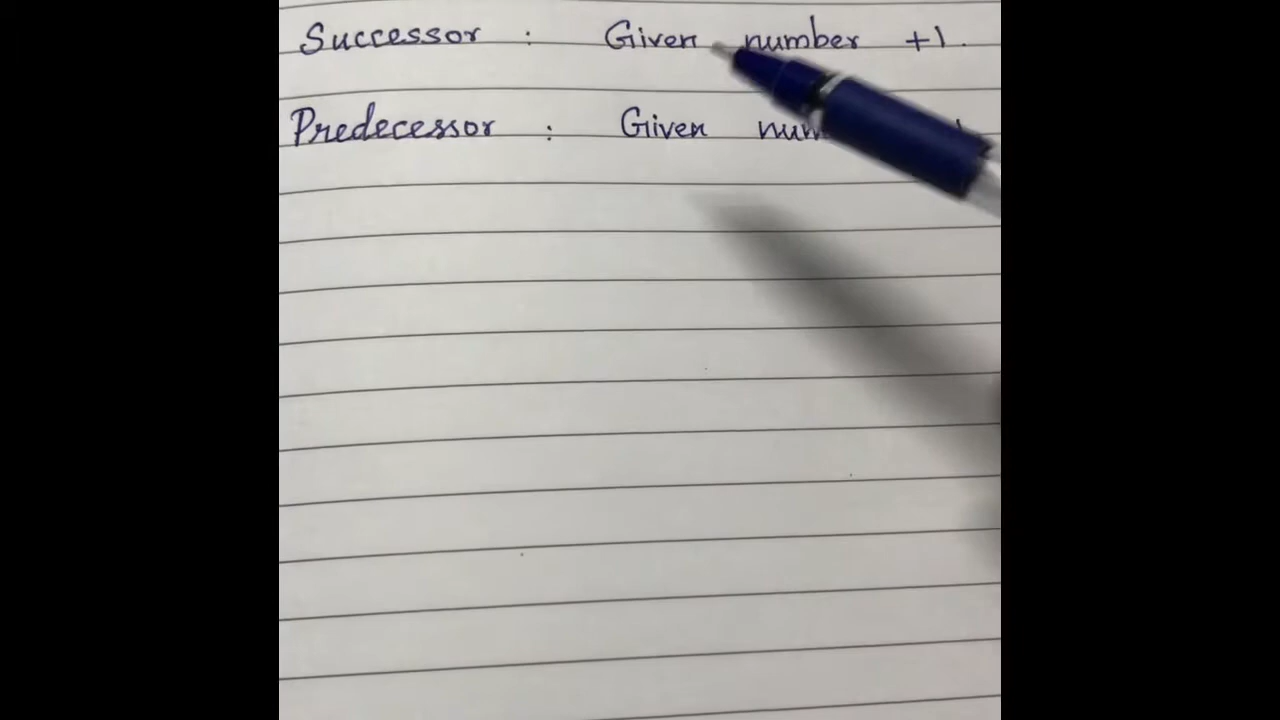 Successor : Given number +1.
Predecessor : Given